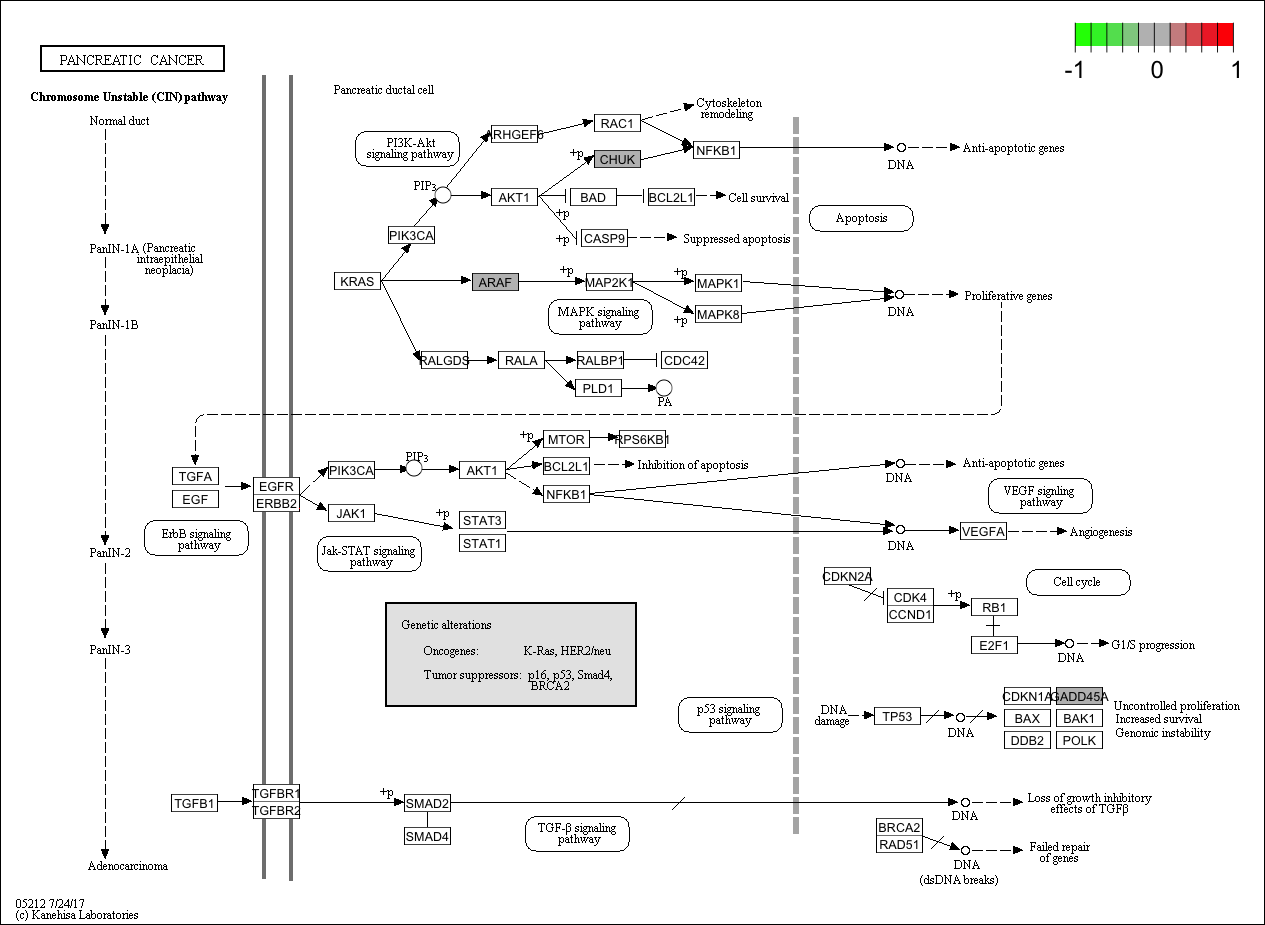 PANCREATIC CANCER
-1 0 1
Chromosome Unstable (CIN) pathway
Normal duct
PanIN-1A (Pancreatic
intraepithelial
neoplacia)
PanIN-1B
PanIN-2
PanIN-3
Adenocarcinoma
Pancreatic ductal cell
PI3K-Akt
signaling pathway
ARHGEF6
RAC1
Cytoskeleton
remodeling
+p
CHUK
NFKB1
DNA
Anti-apoptotic genes
PIP3
AKT1
BAD
BCL2L1
Cell survival
+p
+p
CASP9
Suppressed apoptosis
Apoptosis
PIK3CA
KRAS
ARAF
+p
MAP2K1
+p
MAPK1
MAPK signaling
pathway
+p
MAPK8
DNA
Proliferative genes
RALGDS
RALA
RALBP1
CDC42
PLD1
PA
TGFA
EGF
EGFR
ERBB2
ErbB signaling
pathway
PIK3CA
PIP3
AKT1
+p
MTOR
RPS6KB1
BCL2L1
Inhibition of apoptosis
NFKB1
DNA
Anti-apoptotic genes
VEGF signling
pathway
JAK1
+p
STAT3
STAT1
Jak-STAT signaling
pathway
DNA
VEGFA
Angiogenesis
CDKN2A
CDK4
CCND1
+p
RB1
E2F1
Cell cycle
DNA
G1/S progression
Genetic alterations
Oncogenes: K-Ras, HER2/neu
Tumor suppressors: p16, p53, Smad4,
BRCA2
p53 signaling
pathway
DNA
damage
TP53
DNA
CDKN1A
GADD45A
BAX
BAK1
DDB2
POLK
Uncontrolled proliferation
Increased survival
Genomic instability
TGFB1
TGFBR1
TGFBR2
+p
SMAD2
SMAD4
TGF-β signaling
pathway
DNA
Loss of growth inhibitory
effects of TGFβ
BRCA2
RAD51
DNA
(dsDNA breaks)
Failed repair
of genes
05212 7/24/17
(c) Kanehisa Laboratories